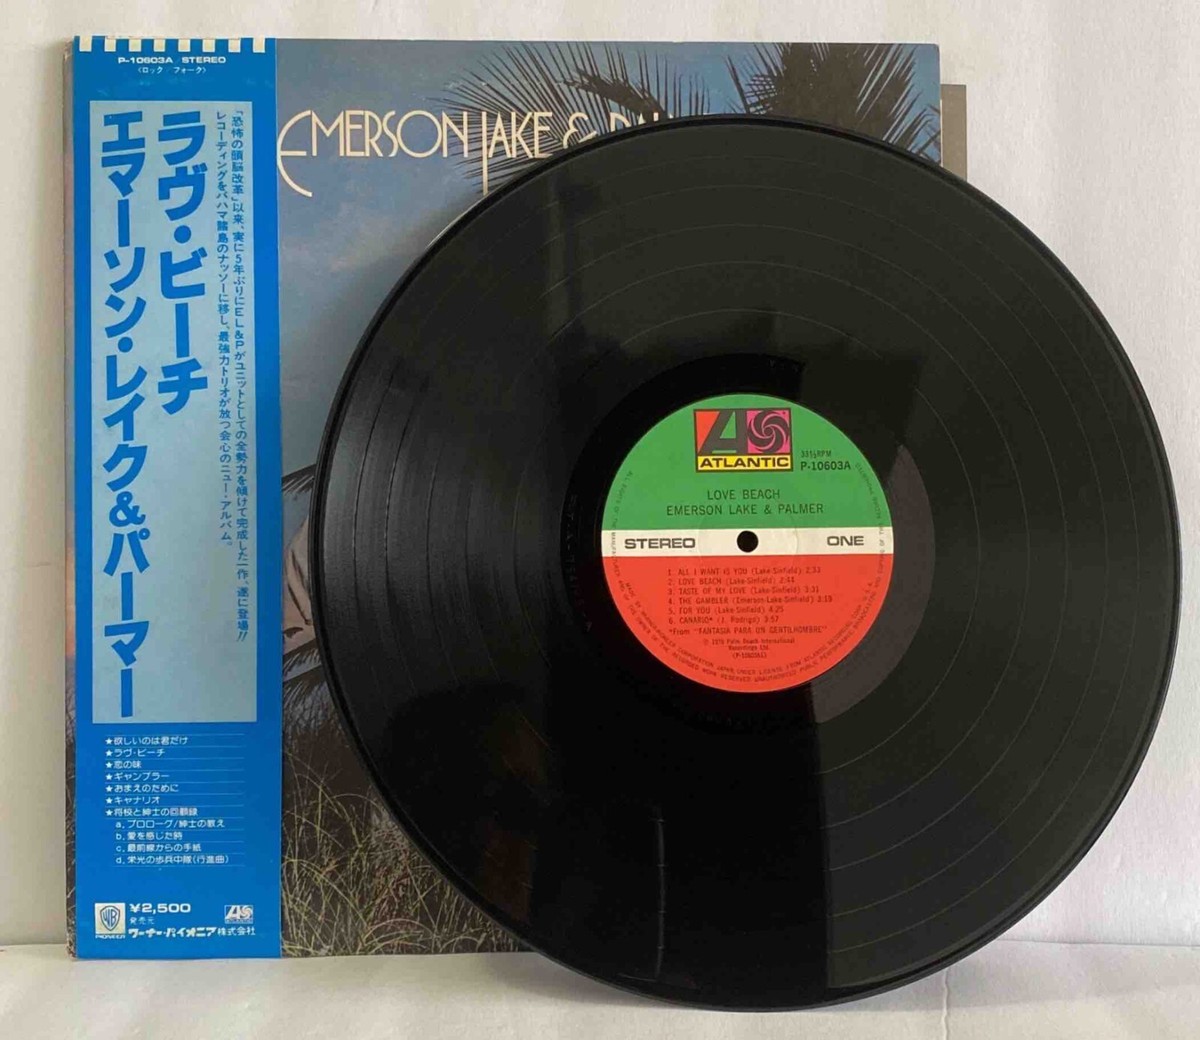 P-10603A/STEREO
〈ロック/フォーク〉
「恐怖の頭脳改革」以来、実に5年ぶりにEL&Pがユニットとしての全勢力を傾けて完成した一作、遂に登場!!
レコーディングをバハマ諸島のナッソーに移し、最強力トリオが放つ会心のニュー・アルバム。
ラヴ・ビーチ
エマーソン・レイク&パーマー
★欲しいのは君だけ
★ラヴ・ビーチ
★恋の味
★ギャンブラー
★おまえのために
★キャナリオ
★将校と紳士の回顧録
a. プロローグ/紳士の教え
b. 愛を感じた時
c. 最前線からの手紙
d. 栄光の歩兵中隊(行進曲)
¥2,500
発売元
ワーナー・パイオニア株式会社
WB
PIONEER
ATLANTIC
EMERSON LAKE &
ATLANTIC
33⅓RPM
P-10603A
LOVE BEACH
EMERSON LAKE & PALMER
STEREO
ONE
1. ALL I WANT IS YOU (Lake-Sinfield) 2:33
2. LOVE BEACH (Lake-Sinfield) 2:44
3. TASTE OF MY LOVE (Lake-Sinfield) 3:31
4. THE GAMBLER (Emerson-Lake-Sinfield) 3:19
5. FOR YOU (Lake-Sinfield) 4:25
6. CANARIO* (J. Rodrigo) 3:57
*From "FANTASIA PARA UN GENTILHOMBRE"
Ⓟ 1978 Palm Beach International
Recordings Ltd.